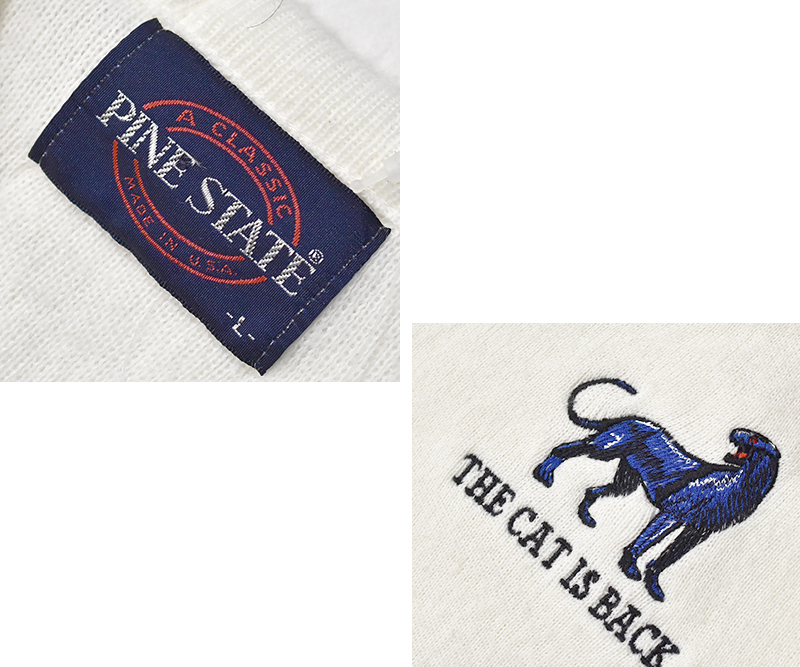 A CLASSIC
PINE STATE®
MADE IN U.S.A.
-L-
THE CAT IS BACK